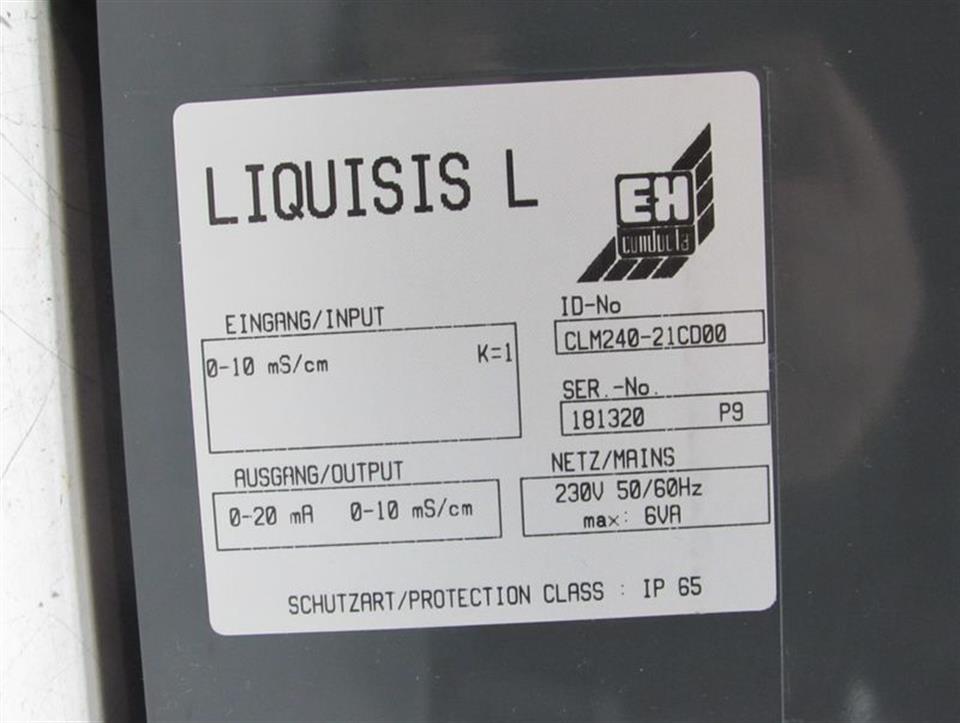 LIQUISIS L
E+H
conducta
EINGANG/INPUT
0-10 mS/cm K=1
ID-No
CLM240-21CD00
SER.-No.
181320 P9
AUSGANG/OUTPUT
0-20 mA 0-10 mS/cm
NETZ/MAINS
230V 50/60Hz
max: 6VA
SCHUTZART/PROTECTION CLASS : IP 65